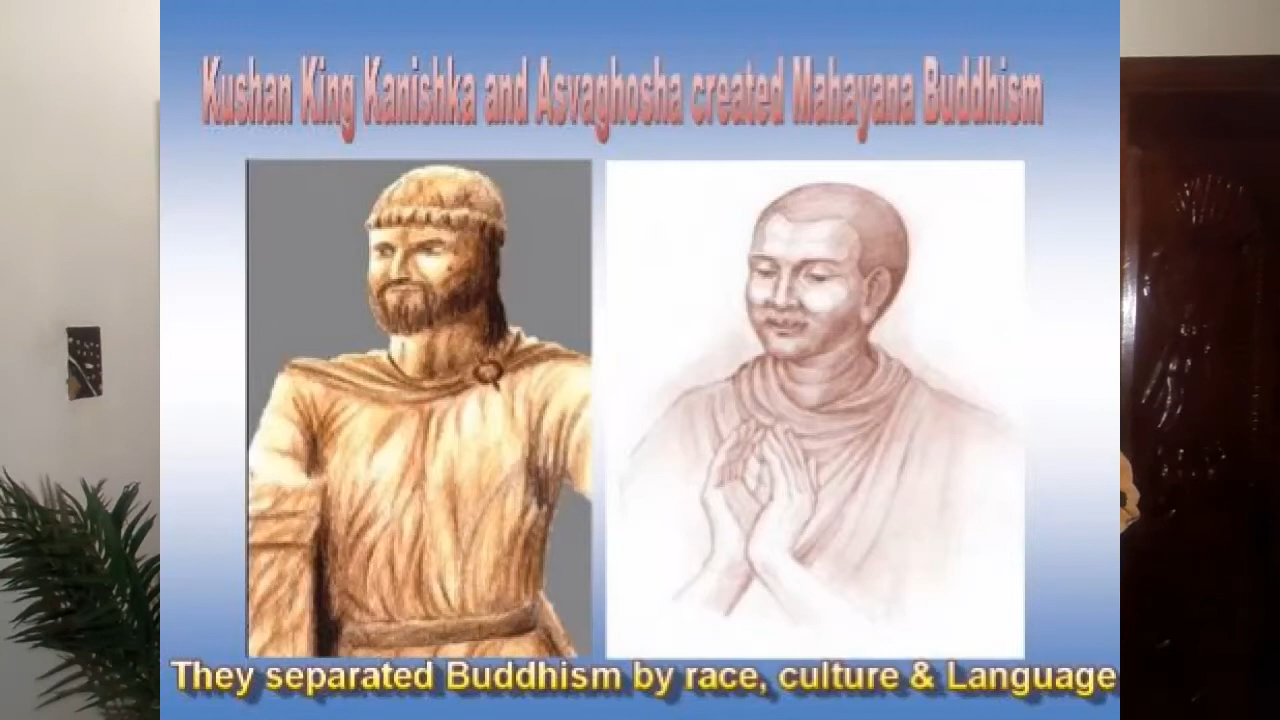 Kushan King Kanishka and Asvaghosha created Mahayana Buddhism
They separated Buddhism by race, culture & Language